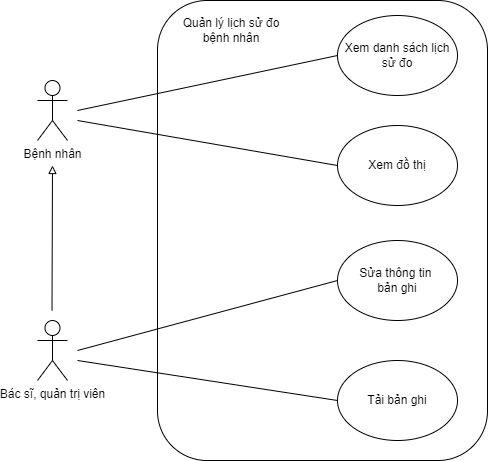 Quản lý lịch sử đo
bệnh nhân
Xem danh sách lịch
sử đo
Bệnh nhân
Xem đồ thị
Sửa thông tin
bản ghi
Bác sĩ, quản trị viên
Tải bản ghi